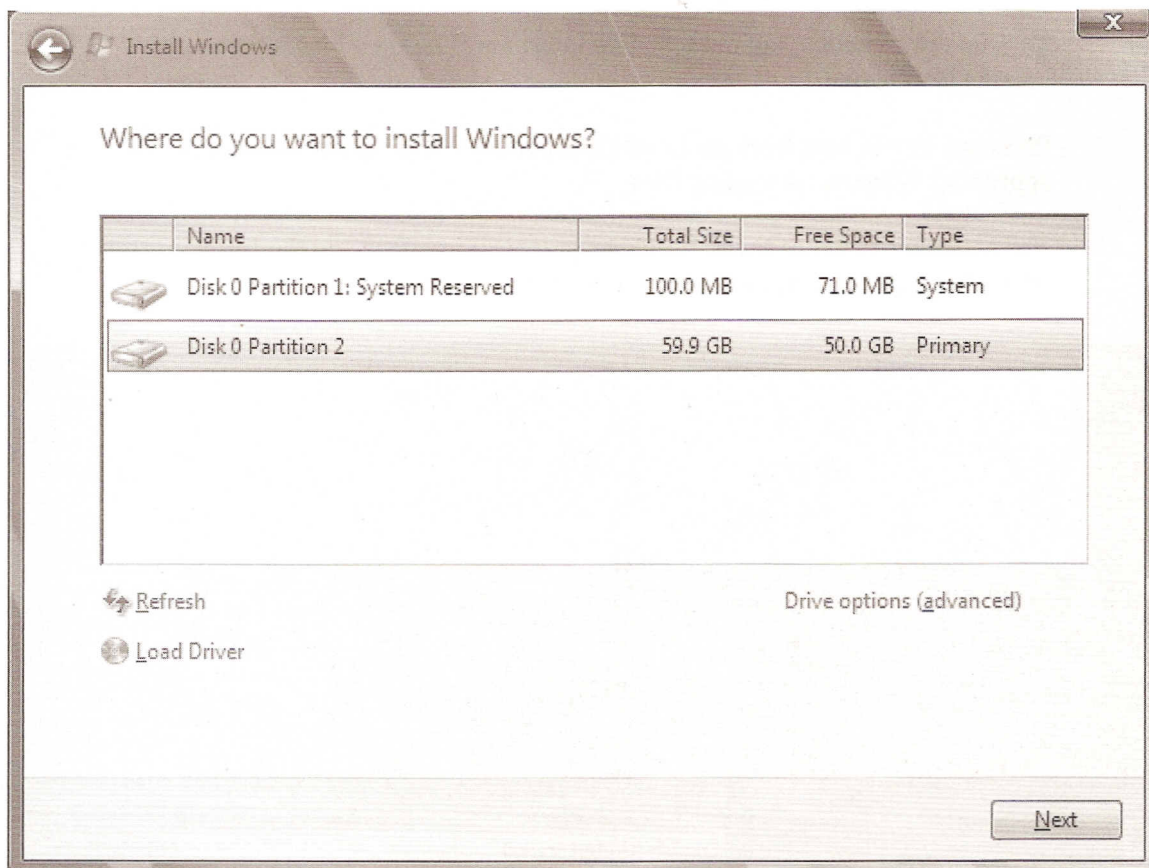 Install Windows
Where do you want to install Windows?
Name Total Size Free Space Type
Disk 0 Partition 1: System Reserved 100.0 MB 71.0 MB System
Disk 0 Partition 2 59.9 GB 50.0 GB Primary
Refresh Drive options (advanced)
Load Driver
Next